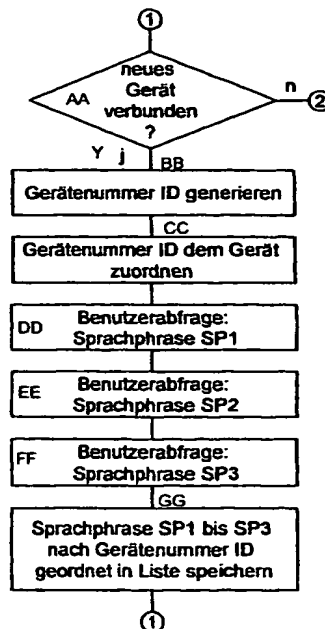 1
neues
Gerät
AA
verbunden
?
n
2
Y j
BB
Gerätenummer ID generieren
CC
Gerätenummer ID dem Gerät
zuordnen
DD
Benutzerabfrage:
Sprachphrase SP1
EE
Benutzerabfrage:
Sprachphrase SP2
FF
Benutzerabfrage:
Sprachphrase SP3
GG
Sprachphrase SP1 bis SP3
nach Gerätenummer ID
geordnet in Liste speichern
1